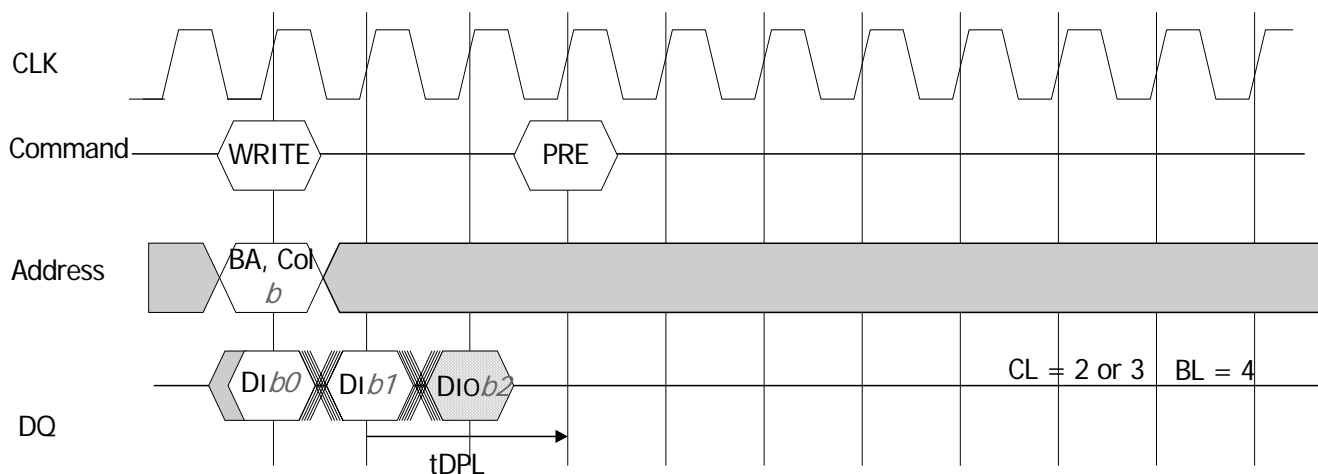 CLK
Command
WRITE
PRE
Address
BA, Col
b
DIb0
DIb1
DIOb2
CL = 2 or 3
BL = 4
DQ
tDPL